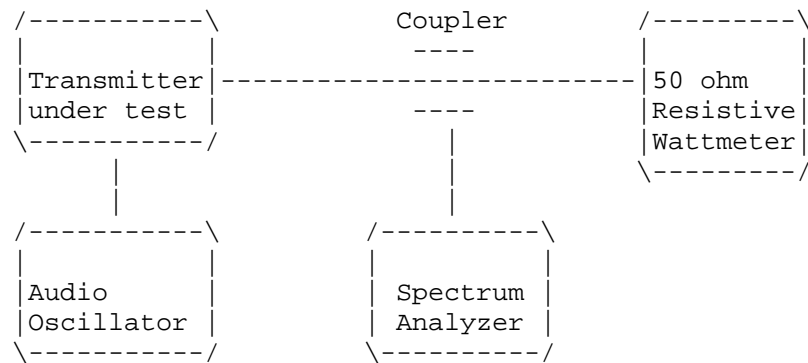 Coupler
Transmitter
under test
50 ohm
Resistive
Wattmeter
Audio
Oscillator
Spectrum
Analyzer